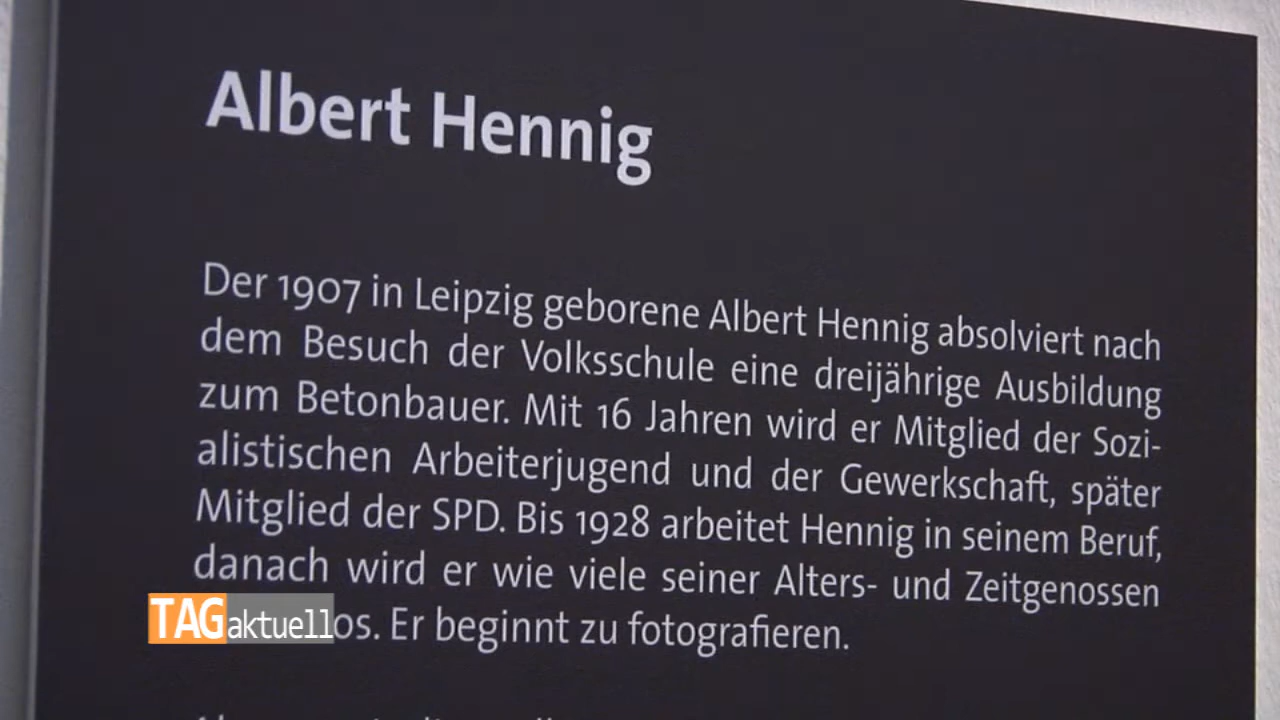 Albert Hennig
Der 1907 in Leipzig geborene Albert Hennig absolviert nach
dem Besuch der Volksschule eine dreijährige Ausbildung
zum Betonbauer. Mit 16 Jahren wird er Mitglied der Sozi-
alistischen Arbeiterjugend und der Gewerkschaft, später
Mitglied der SPD. Bis 1928 arbeitet Hennig in seinem Beruf,
danach wird er wie viele seiner Alters- und Zeitgenossen
TAGaktuell
os. Er beginnt zu fotografieren.